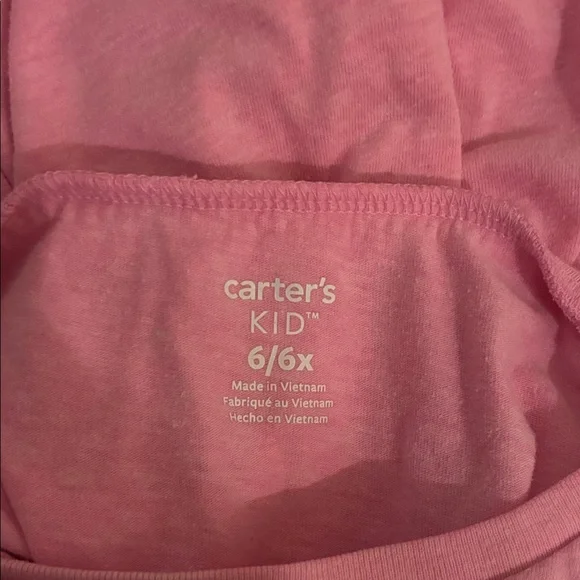 carter's
KID™
6/6x
Made in Vietnam
Fabriqué au Vietnam
Hecho en Vietnam